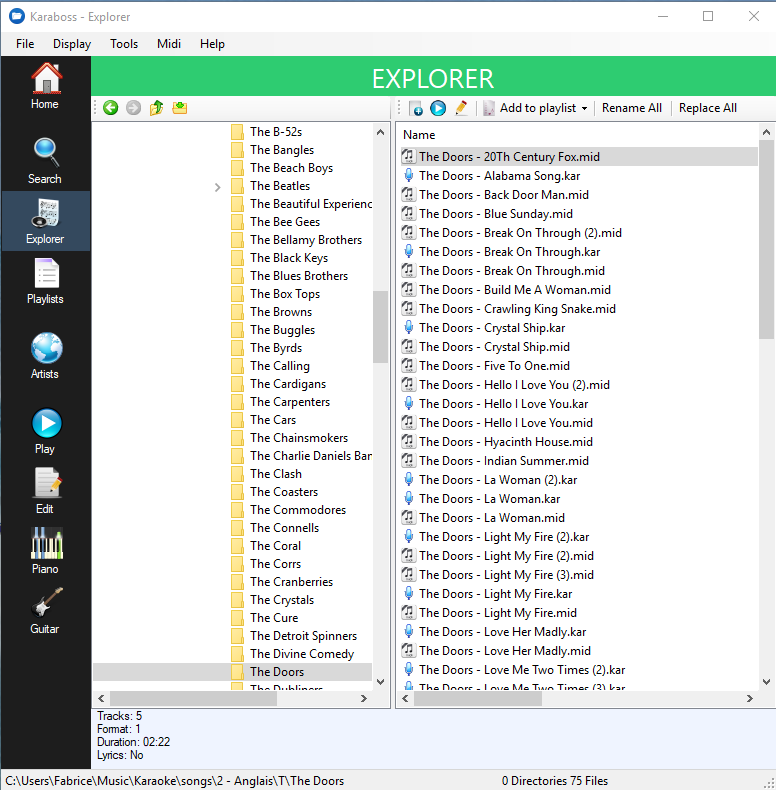 Karaboss - Explorer
File Display Tools Midi Help
Home
Search
Explorer
Playlists
Artists
Play
Edit
Piano
Guitar
EXPLORER
Add to playlist Rename All Replace All
The B-52s
The Bangles
The Beach Boys
The Beatles
The Beautiful Experienc
The Bee Gees
The Bellamy Brothers
The Black Keys
The Blues Brothers
The Box Tops
The Browns
The Buggles
The Byrds
The Calling
The Cardigans
The Carpenters
The Cars
The Chainsmokers
The Charlie Daniels Ban
The Clash
The Coasters
The Commodores
The Connells
The Coral
The Corrs
The Cranberries
The Crystals
The Cure
The Detroit Spinners
The Divine Comedy
The Doors
The Dubliners
Name
The Doors - 20Th Century Fox.mid
The Doors - Alabama Song.kar
The Doors - Back Door Man.mid
The Doors - Blue Sunday.mid
The Doors - Break On Through (2).mid
The Doors - Break On Through.kar
The Doors - Break On Through.mid
The Doors - Build Me A Woman.mid
The Doors - Crawling King Snake.mid
The Doors - Crystal Ship.kar
The Doors - Crystal Ship.mid
The Doors - Five To One.mid
The Doors - Hello I Love You (2).mid
The Doors - Hello I Love You.kar
The Doors - Hello I Love You.mid
The Doors - Hyacinth House.mid
The Doors - Indian Summer.mid
The Doors - La Woman (2).kar
The Doors - La Woman.kar
The Doors - La Woman.mid
The Doors - Light My Fire (2).kar
The Doors - Light My Fire (2).mid
The Doors - Light My Fire (3).mid
The Doors - Light My Fire.kar
The Doors - Light My Fire.mid
The Doors - Love Her Madly.kar
The Doors - Love Her Madly.mid
The Doors - Love Me Two Times (2).kar
The Doors - Love Me Two Times (3).kar
Tracks: 5
Format: 1
Duration: 02:22
Lyrics: No
C:\Users\Fabrice\Music\Karaoke\songs\2 - Anglais\T\The Doors 0 Directories 75 Files